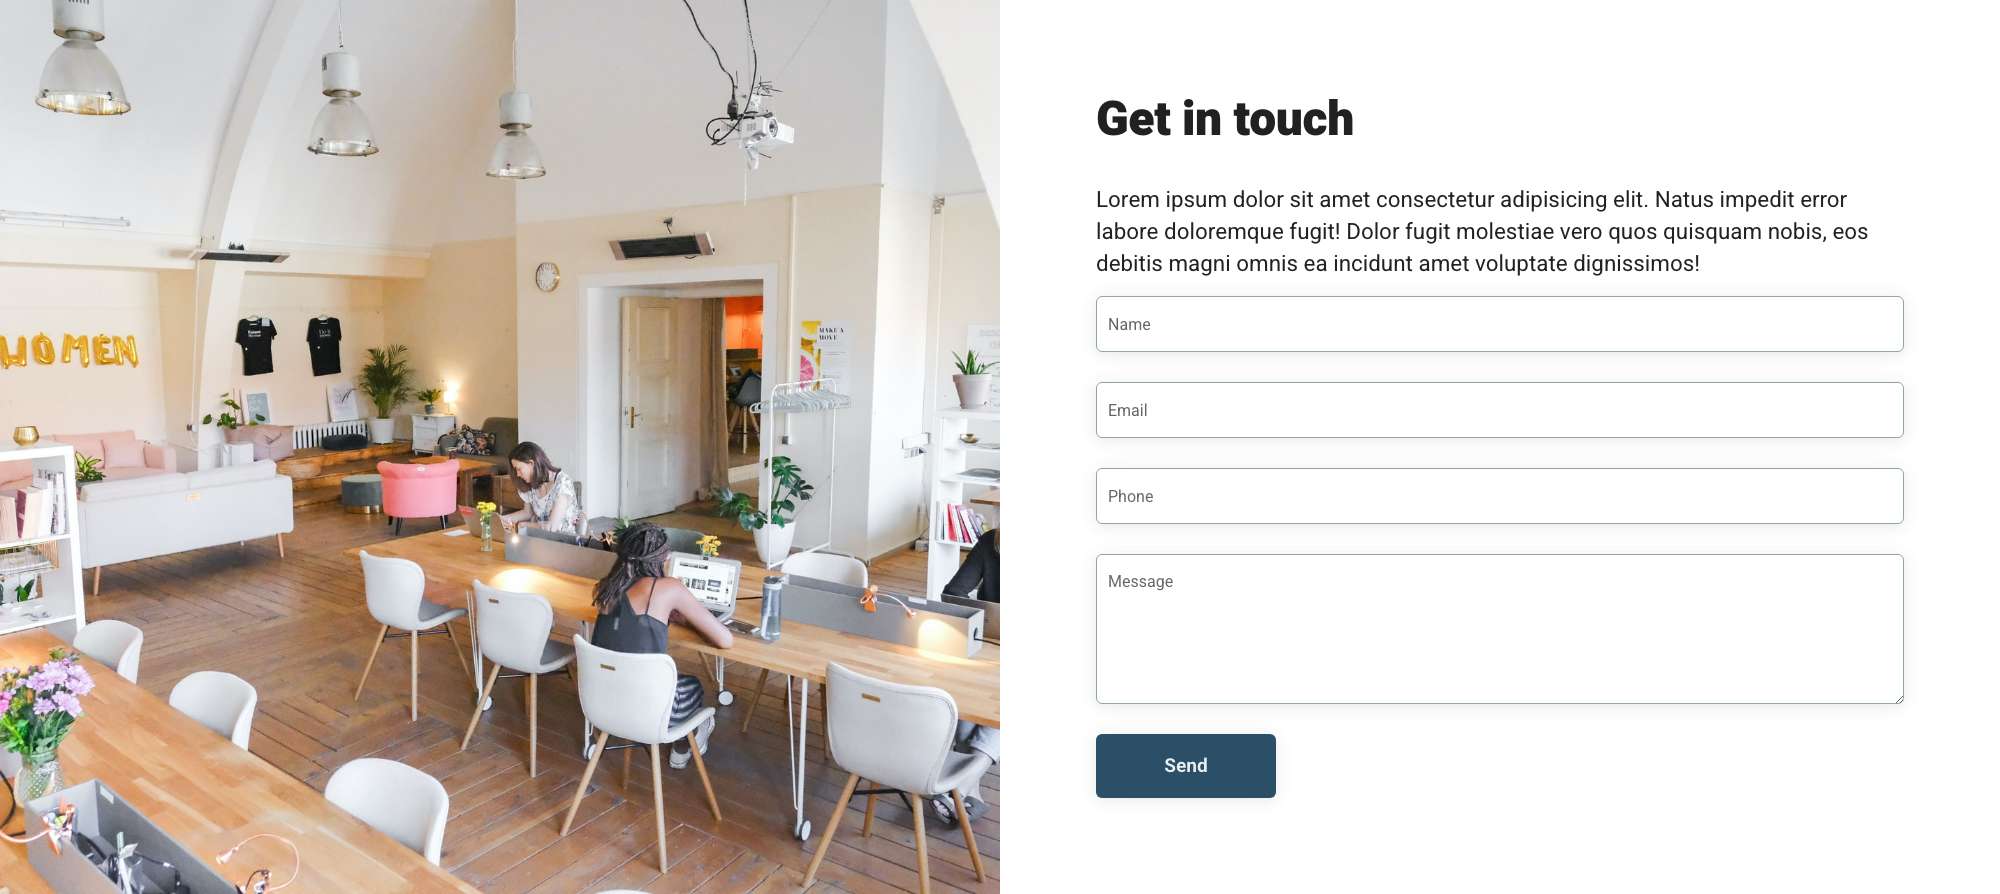 WOMEN
MAKE A
MOVE
Get in touch
Lorem ipsum dolor sit amet consectetur adipisicing elit. Natus impedit error
labore doloremque fugit! Dolor fugit molestiae vero quos quisquam nobis, eos
debitis magni omnis ea incidunt amet voluptate dignissimos!
Name
Email
Phone
Message
Send